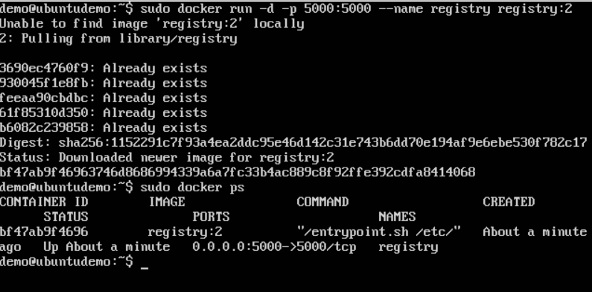 demo@ubuntudemo:~$ sudo docker run -d -p 5000:5000 --name registry registry:2
Unable to find image 'registry:2' locally
2: Pulling from library/registry
3690ec4760f9: Already exists
930045f1e8fb: Already exists
feeaa90cbdbc: Already exists
61f85310d350: Already exists
b6082c239858: Already exists
Digest: sha256:1152291c7f93a4ea2ddc95e46d142c31e743b6dd70e194af9e6ebe530f782c17
Status: Downloaded newer image for registry:2
bf47ab9f46963746d8686994339a6a7fc33b4ac889c8f92ffe392cdfa8414068
demo@ubuntudemo:~$ sudo docker ps
CONTAINER ID IMAGE COMMAND CREATED
STATUS PORTS NAMES
bf47ab9f4696 registry:2 "/entrypoint.sh /etc/" About a minute
ago Up About a minute 0.0.0.0:5000->5000/tcp registry
demo@ubuntudemo:~$ _